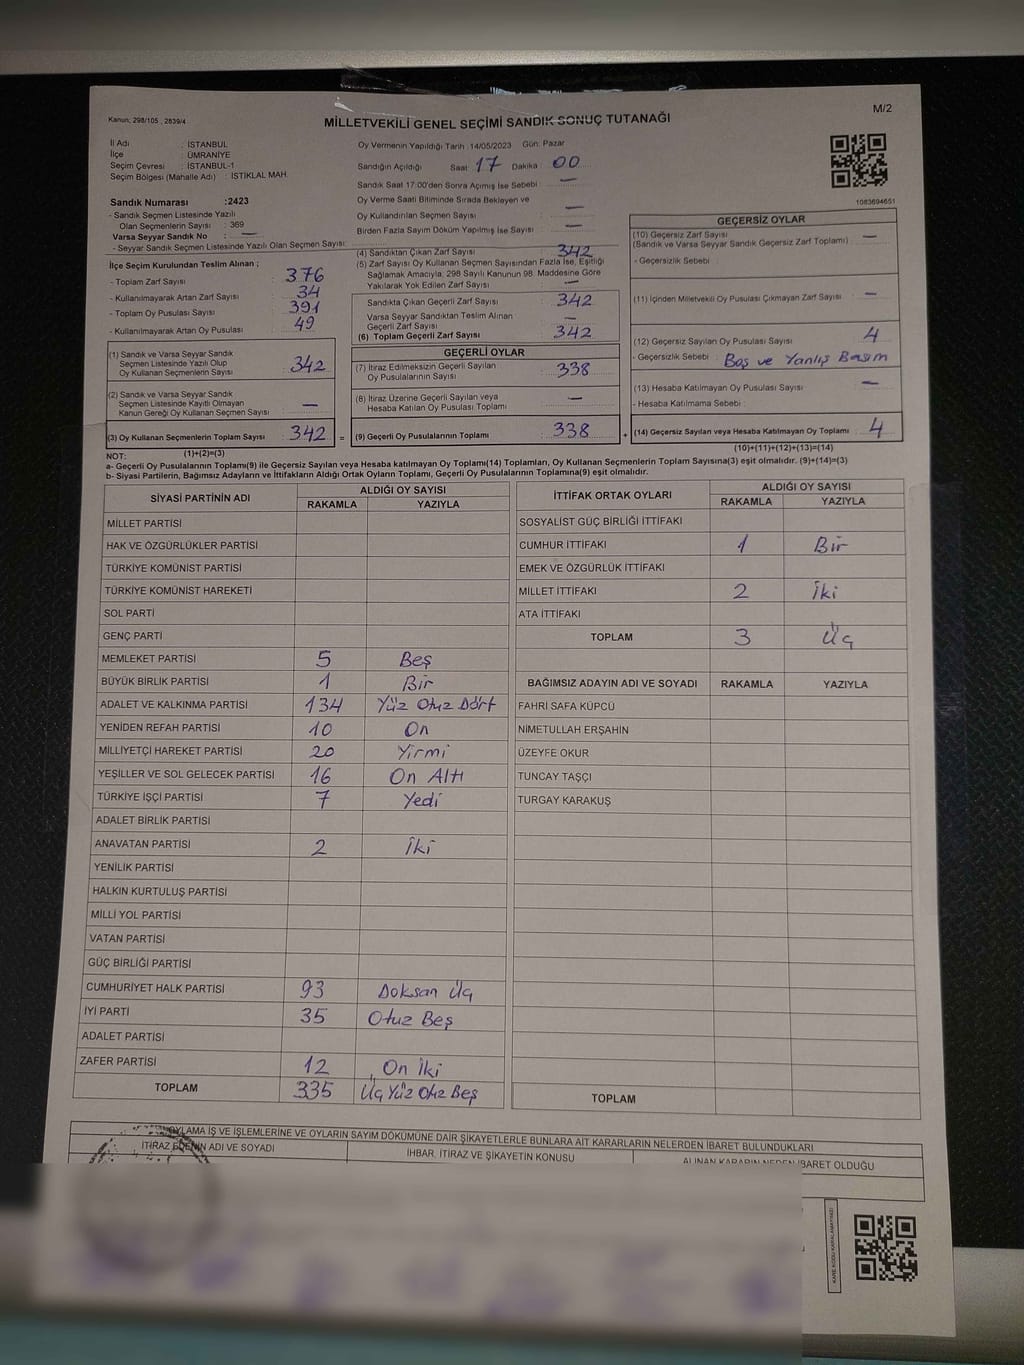 Kanun; 298/105 , 2839/4
M/2
MİLLETVEKİLİ GENEL SEÇİMİ SANDIK SONUÇ TUTANAĞI
İl Adı : İSTANBUL
İlçe : ÜMRANİYE
Seçim Çevresi : İSTANBUL-1
Seçim Bölgesi (Mahalle Adı) : İSTİKLAL MAH.
Sandık Numarası :2423
- Sandık Seçmen Listesinde Yazılı
Olan Seçmenlerin Sayısı : 369
Varsa Seyyar Sandık No : —
- Seyyar Sandık Seçmen Listesinde Yazılı Olan Seçmen Sayısı:
Oy Vermenin Yapıldığı Tarih :14/05/2023 Gün: Pazar
Sandığın Açıldığı Saat 17 Dakika : 00
Sandık Saat 17:00'den Sonra Açımış İse Sebebi : —
Oy Verme Saati Bitiminde Sırada Bekleyen ve
Oy Kullandırılan Seçmen Sayısı : —
Birden Fazla Sayım Döküm Yapılmış İse Sayısı : —
1083694651
İlçe Seçim Kurulundan Teslim Alınan ;
- Toplam Zarf Sayısı : 376
- Kullanılmayarak Artan Zarf Sayısı : 34
- Toplam Oy Pusulası Sayısı : 391
- Kullanılmayarak Artan Oy Pusulası : 49
(1) Sandık ve Varsa Seyyar Sandık
Seçmen Listesinde Yazılı Olup
Oy Kullanan Seçmenlerin Sayısı : 342
(2) Sandık ve Varsa Seyyar Sandık
Seçmen Listesinde Kayıtlı Olmayan
Kanun Gereği Oy Kullanan Seçmen Sayısı : —
(3) Oy Kullanan Seçmenlerin Toplam Sayısı : 342 =
(1)+(2)=(3)
(4) Sandıktan Çıkan Zarf Sayısı : 342
(5) Zarf Sayısı Oy Kullanan Seçmen Sayısından Fazla İse, Eşitliği
Sağlamak Amacıyla; 298 Sayılı Kanunun 98. Maddesine Göre
Yakılarak Yok Edilen Zarf Sayısı : —
Sandıkta Çıkan Geçerli Zarf Sayısı : 342
Varsa Seyyar Sandıktan Teslim Alınan
Geçerli Zarf Sayısı : —
(6) Toplam Geçerli Zarf Sayısı : 342
GEÇERLİ OYLAR
(7) İtiraz Edilmeksizin Geçerli Sayılan
Oy Pusulalarının Sayısı : 338
(8) İtiraz Üzerine Geçerli Sayılan veya
Hesaba Katılan Oy Pusulası Toplamı : —
(9) Geçerli Oy Pusulalarının Toplamı : 338 +
GEÇERSİZ OYLAR
(10) Geçersiz Zarf Sayısı : —
(Sandık ve Varsa Seyyar Sandık Geçersiz Zarf Toplamı)
- Geçersizlik Sebebi :
(11) İçinden Milletvekili Oy Pusulası Çıkmayan Zarf Sayısı : —
(12) Geçersiz Sayılan Oy Pusulası Sayısı : 4
- Geçersizlik Sebebi : Boş ve Yanlış Basım
(13) Hesaba Katılmayan Oy Pusulası Sayısı : —
- Hesaba Katılmama Sebebi :
(14) Geçersiz Sayılan veya Hesaba Katılmayan Oy Toplamı : 4
(10)+(11)+(12)+(13)=(14)
NOT:
a- Geçerli Oy Pusulalarının Toplamı(9) ile Geçersiz Sayılan veya Hesaba katılmayan Oy Toplamı(14) Toplamları, Oy Kullanan Seçmenlerin Toplam Sayısına(3) eşit olmalıdır. (9)+(14)=(3)
b- Siyasi Partilerin, Bağımsız Adayların ve İttifakların Aldığı Ortak Oyların Toplamı, Geçerli Oy Pusulalarının Toplamına(9) eşit olmalıdır.
SİYASİ PARTİNİN ADI ALDIĞI OY SAYISI
RAKAMLA YAZIYLA
MİLLET PARTİSİ
HAK VE ÖZGÜRLÜKLER PARTİSİ
TÜRKİYE KOMÜNİST PARTİSİ
TÜRKİYE KOMÜNİST HAREKETİ
SOL PARTİ
GENÇ PARTİ
MEMLEKET PARTİSİ 5 Beş
BÜYÜK BİRLİK PARTİSİ 1 Bir
ADALET VE KALKINMA PARTİSİ 134 Yüz Otuz Dört
YENİDEN REFAH PARTİSİ 10 On
MİLLİYETÇİ HAREKET PARTİSİ 20 Yirmi
YEŞİLLER VE SOL GELECEK PARTİSİ 16 On Altı
TÜRKİYE İŞÇİ PARTİSİ 7 Yedi
ADALET BİRLİK PARTİSİ
ANAVATAN PARTİSİ 2 İki
YENİLİK PARTİSİ
HALKIN KURTULUŞ PARTİSİ
MİLLİ YOL PARTİSİ
VATAN PARTİSİ
GÜÇ BİRLİĞİ PARTİSİ
CUMHURİYET HALK PARTİSİ 93 Doksan Üç
İYİ PARTİ 35 Otuz Beş
ADALET PARTİSİ
ZAFER PARTİSİ 12 On İki
TOPLAM 335 Üç Yüz Otuz Beş
İTTİFAK ORTAK OYLARI ALDIĞI OY SAYISI
RAKAMLA YAZIYLA
SOSYALİST GÜÇ BİRLİĞİ İTTİFAKI
CUMHUR İTTİFAKI 1 Bir
EMEK VE ÖZGÜRLÜK İTTİFAKI
MİLLET İTTİFAKI 2 İki
ATA İTTİFAKI
TOPLAM 3 Üç
BAĞIMSIZ ADAYIN ADI VE SOYADI RAKAMLA YAZIYLA
FAHRİ SAFA KÜPCÜ
NİMETULLAH ERŞAHİN
ÜZEYFE OKUR
TUNCAY TAŞÇI
TURGAY KARAKUŞ
TOPLAM
OYLAMA İŞ VE İŞLEMLERİNE VE OYLARIN SAYIM DÖKÜMÜNE DAİR ŞİKAYETLERLE BUNLARA AİT KARARLARIN NELERDEN İBARET BULUNDUKLARI
İTİRAZ EDENİN ADI VE SOYADI İHBAR, İTİRAZ VE ŞİKAYETİN KONUSU ALINAN KARARIN NEDEN İBARET OLDUĞU
KARE KODU KARALAMAYINIZ!